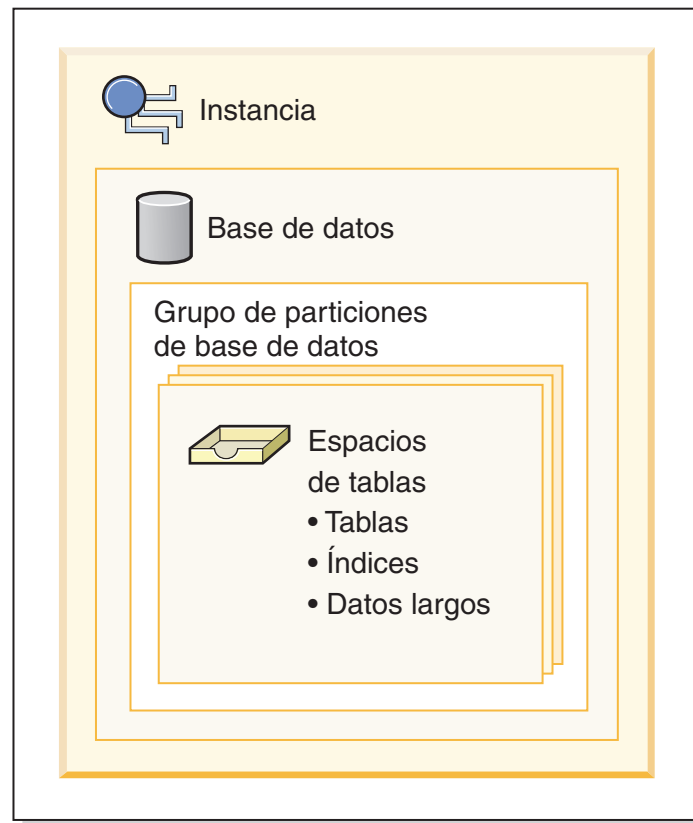 Instancia
Base de datos
Grupo de particiones
de base de datos
Espacios
de tablas
• Tablas
• Índices
• Datos largos